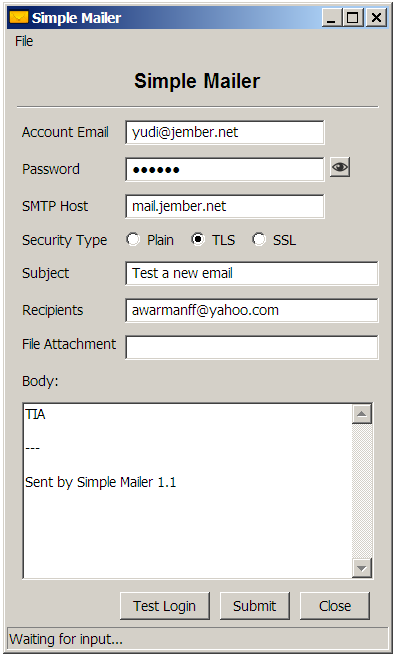 Simple Mailer
File
Simple Mailer
Account Email yudi@jember.net
Password ●●●●●●
SMTP Host mail.jember.net
Security Type Plain TLS SSL
Subject Test a new email
Recipients awarmanff@yahoo.com
File Attachment
Body:
TIA
---
Sent by Simple Mailer 1.1
Test Login Submit Close
Waiting for input...